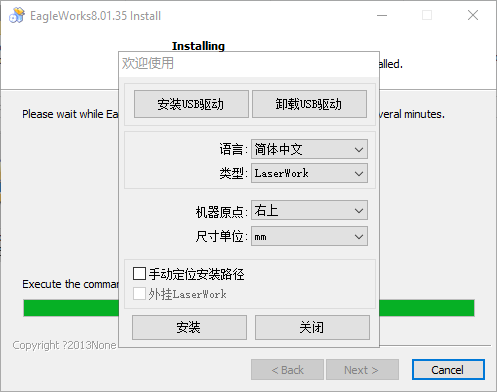 EagleWorks8.01.35 Install
Installing
欢迎使用
alled.
安装USB驱动 卸载USB驱动
Please wait while Ea
everal minutes.
语言: 简体中文
类型: LaserWork
机器原点: 右上
尺寸单位: mm
手动定位安装路径
Execute the comma
外挂LaserWork
安装 关闭
Copyright ?2013None
< Back Next > Cancel